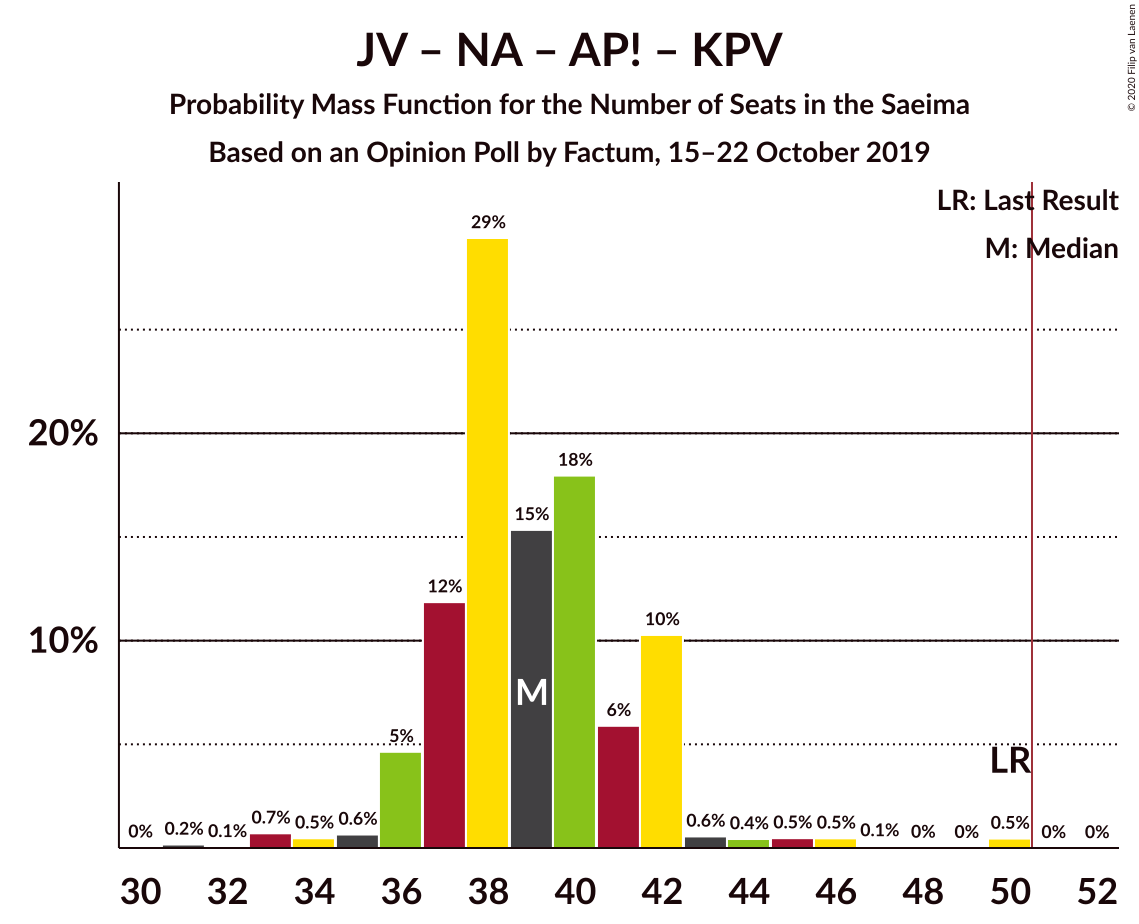 JV – NA – AP! – KPV
Probability Mass Function for the Number of Seats in the Saeima
Based on an Opinion Poll by Factum, 15–22 October 2019
© 2020 Filip van Laenen
LR: Last Result
M: Median
29%
20%
18%
15%
12%
10%
10%
M
6%
5%
LR
0% 0.2% 0.1% 0.7% 0.5% 0.6% 0.6% 0.4% 0.5% 0.5% 0.1% 0% 0% 0.5% 0% 0%
30 32 34 36 38 40 42 44 46 48 50 52